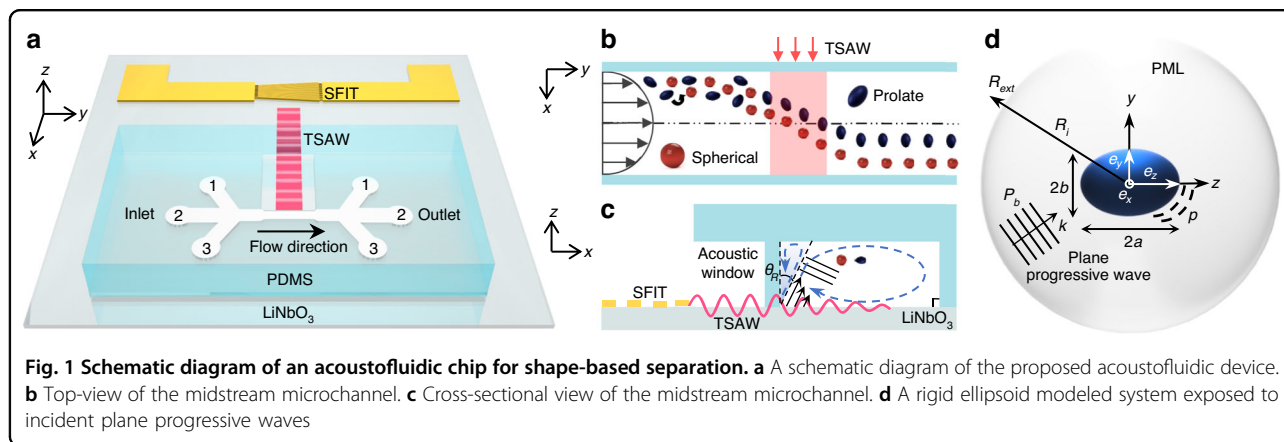 a
z
y
x
SFIT
TSAW
1
1
Inlet
2
2
Outlet
3
3
Flow direction
PDMS
LiNbO3
b
TSAW
y
x
Prolate
Spherical
c
z
x
Acoustic
window
θR
SFIT
TSAW
LiNbO3
d
PML
Rext
Ri
y
ey
ez
z
ex
2b
Pb
k
p
2a
Plane
progressive wave
Fig. 1 Schematic diagram of an acoustofluidic chip for shape-based separation. a A schematic diagram of the proposed acoustofluidic device.
b Top-view of the midstream microchannel. c Cross-sectional view of the midstream microchannel. d A rigid ellipsoid modeled system exposed to
incident plane progressive waves